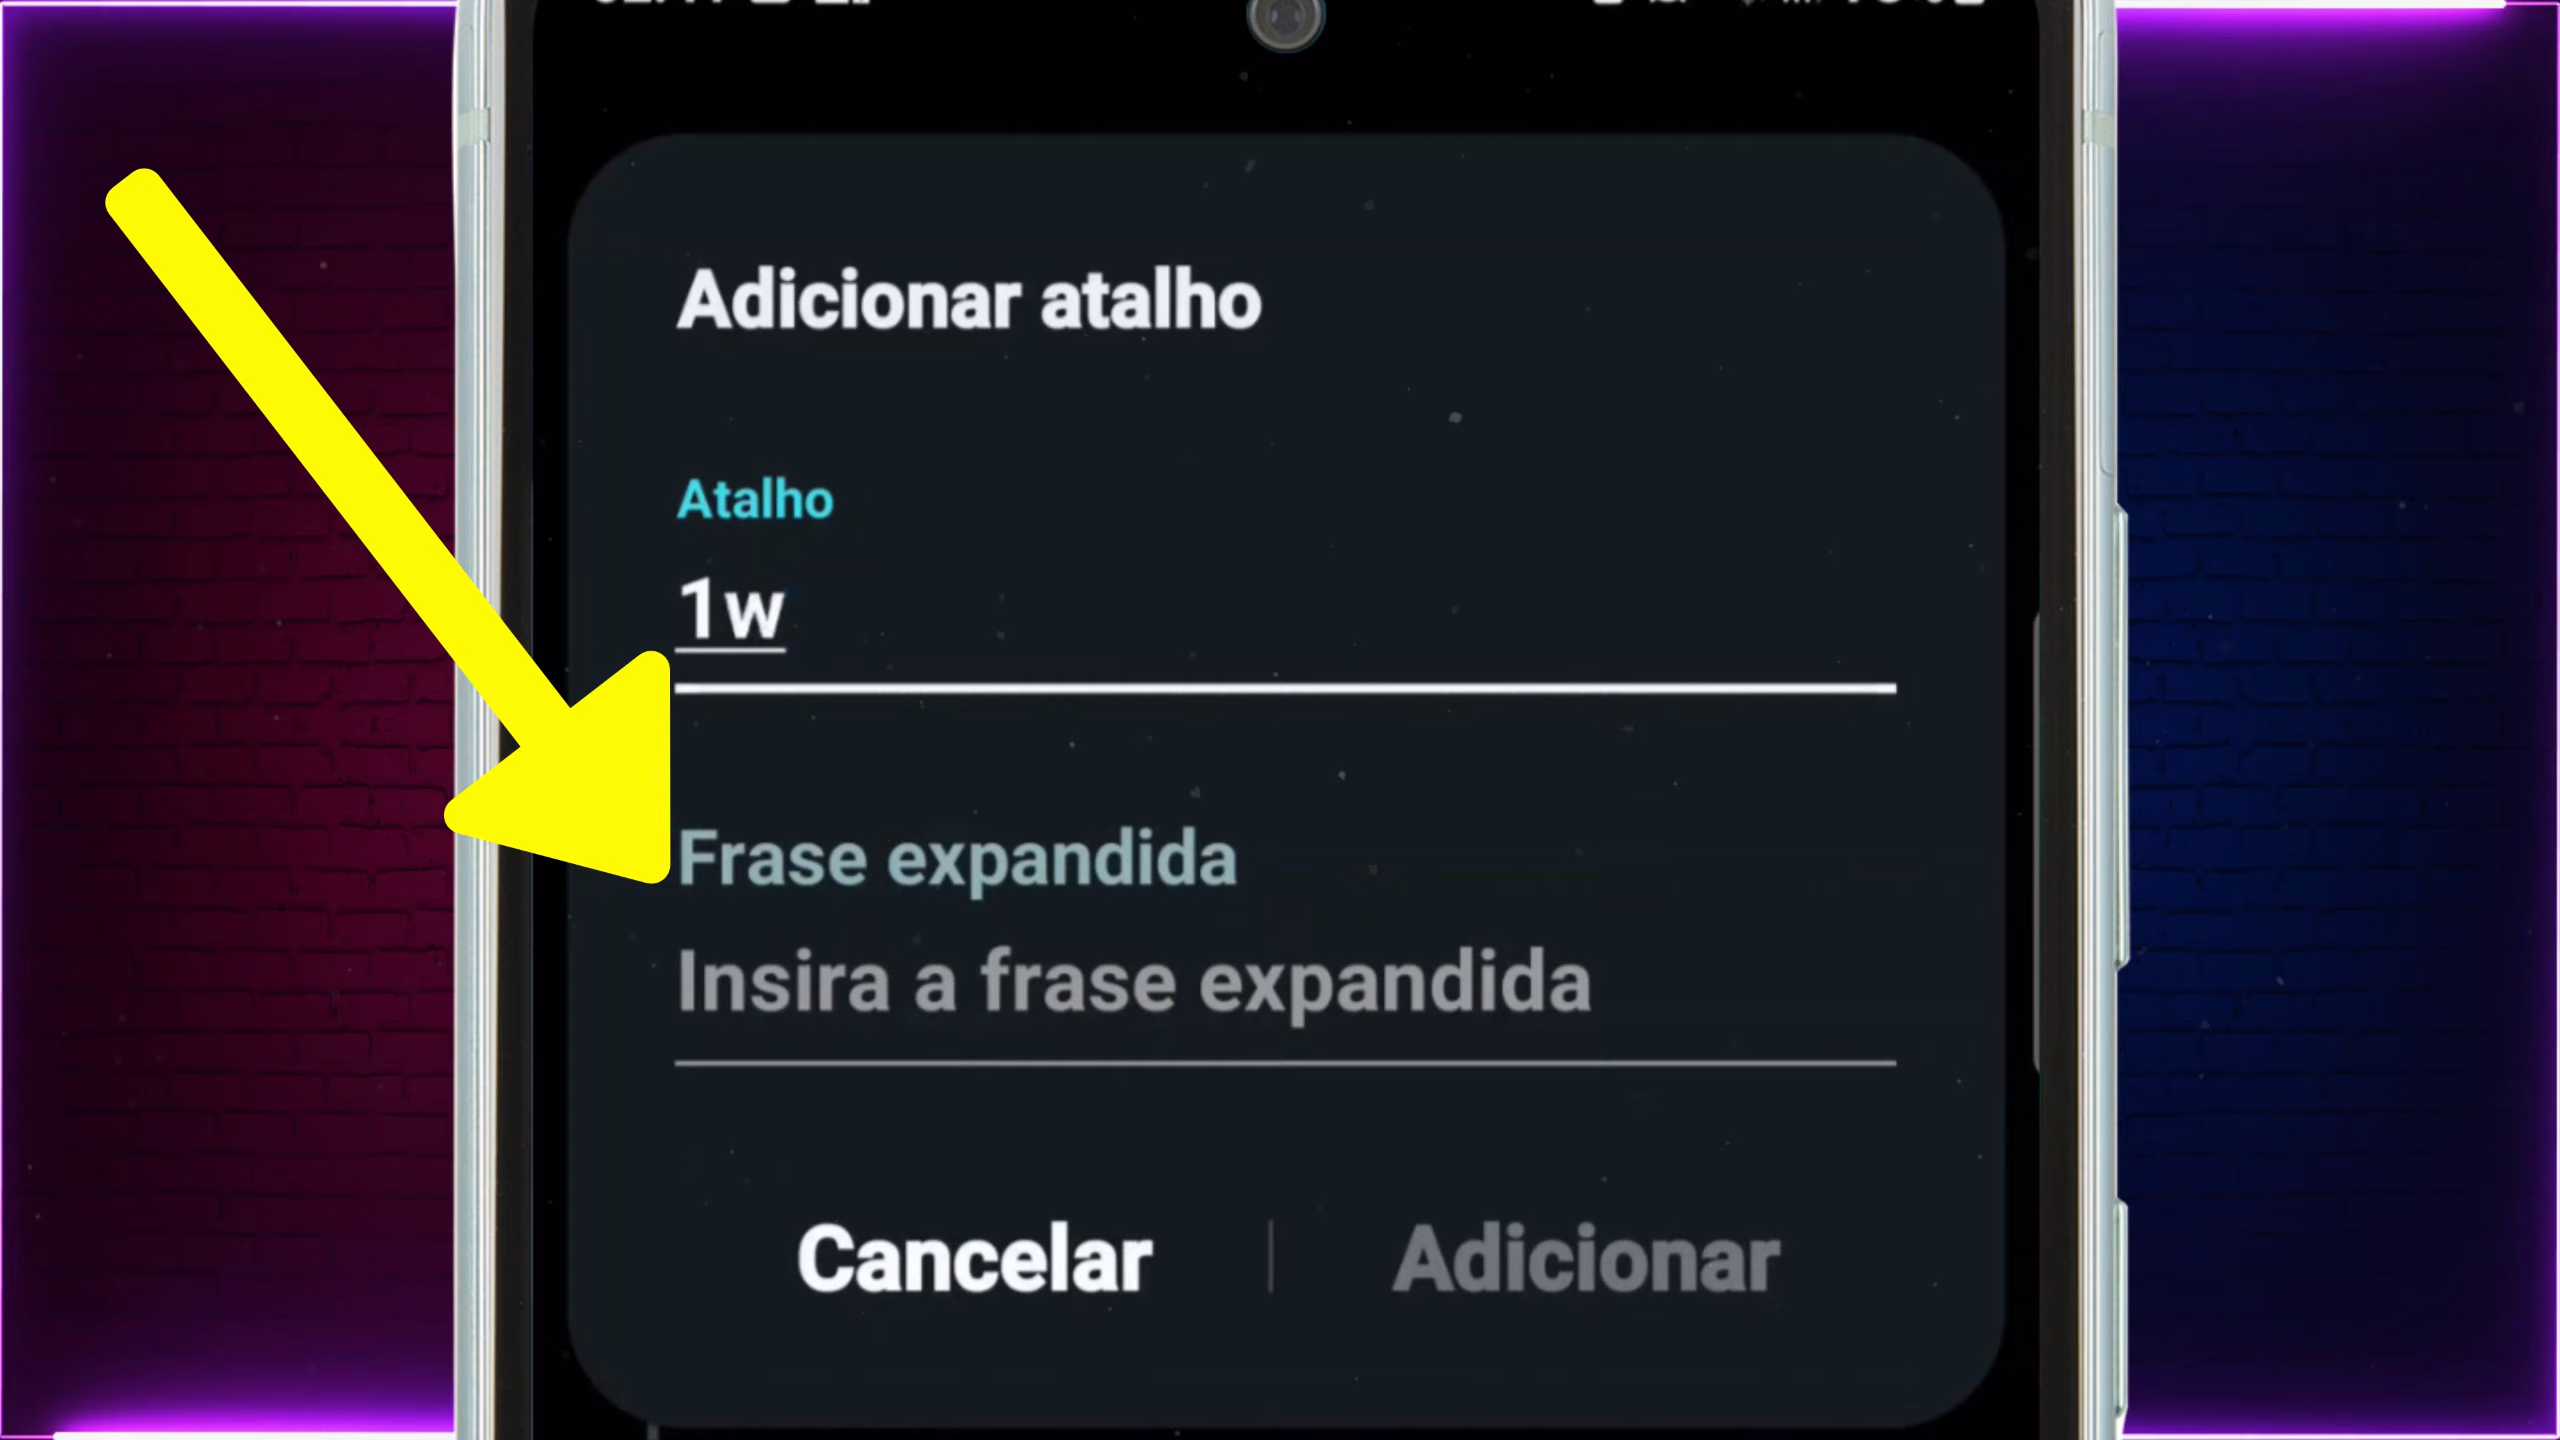 Adicionar atalho
Atalho
1w
Frase expandida
Insira a frase expandida
Cancelar
Adicionar